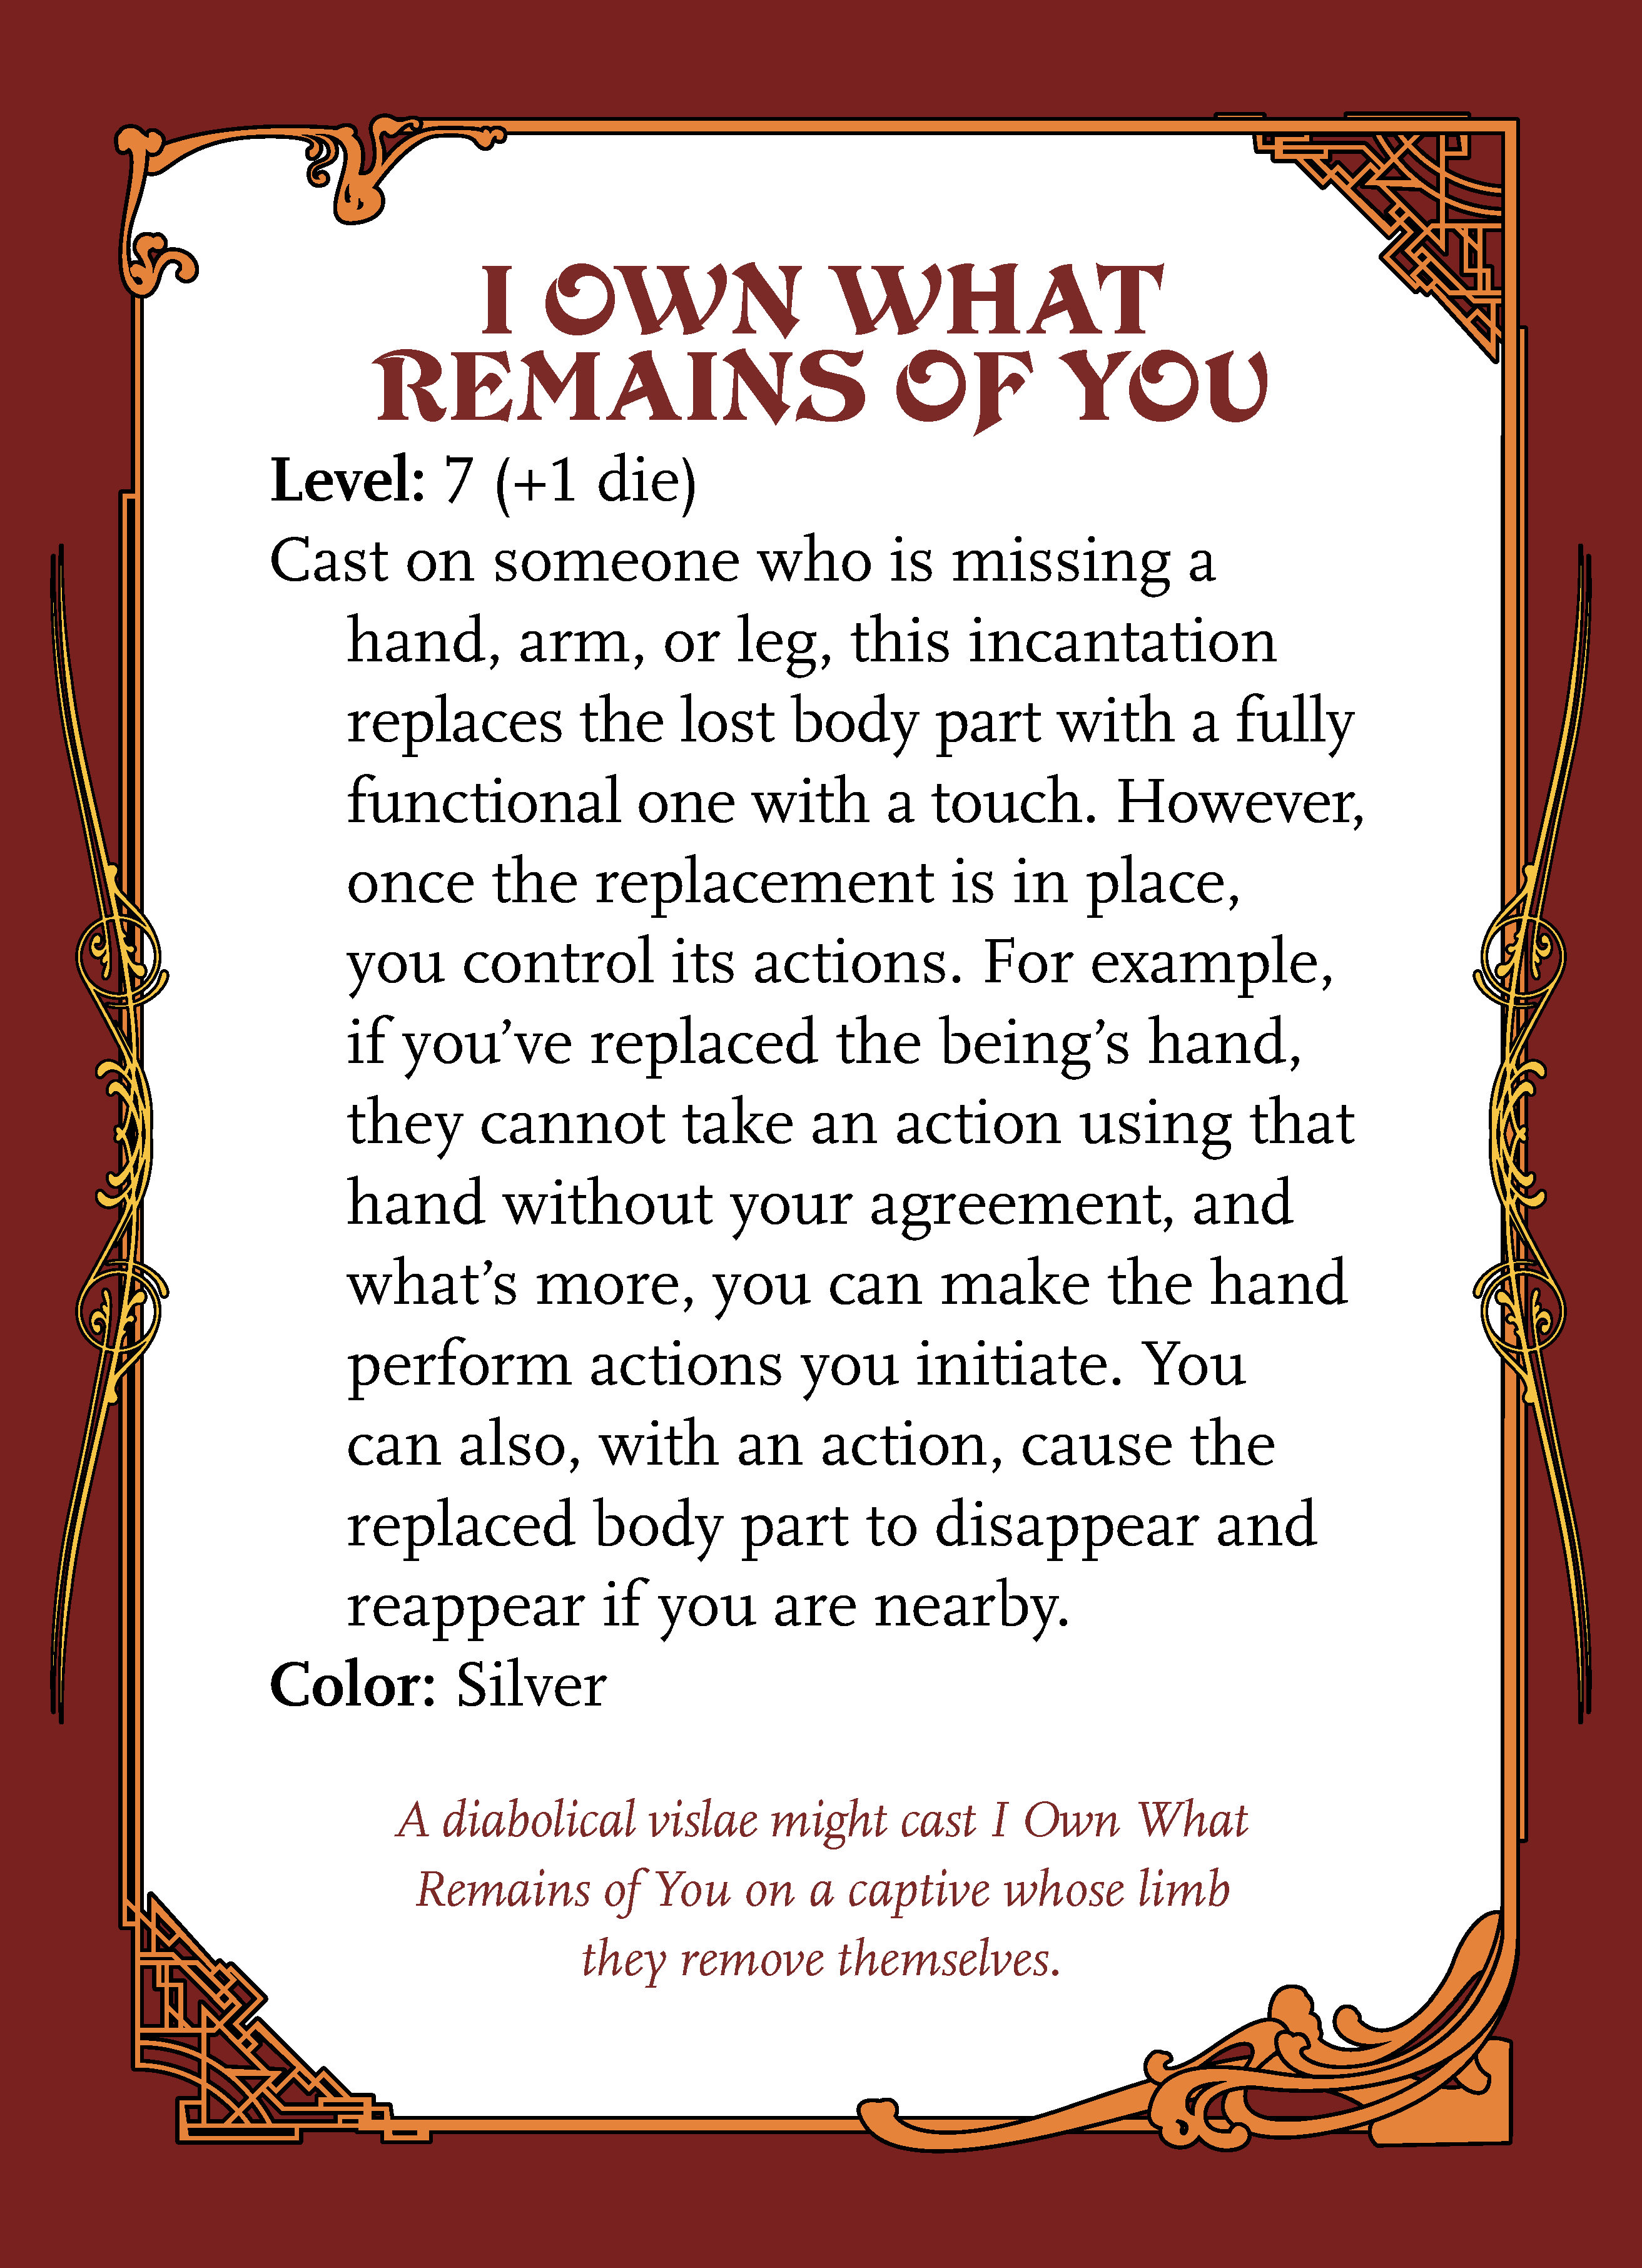 I OWN WHAT
REMAINS OF YOU
Level: 7 (+1 die)
Cast on someone who is missing a
hand, arm, or leg, this incantation
replaces the lost body part with a fully
functional one with a touch. However,
once the replacement is in place,
you control its actions. For example,
if you’ve replaced the being’s hand,
they cannot take an action using that
hand without your agreement, and
what’s more, you can make the hand
perform actions you initiate. You
can also, with an action, cause the
replaced body part to disappear and
reappear if you are nearby.
Color: Silver
A diabolical vislae might cast I Own What
Remains of You on a captive whose limb
they remove themselves.